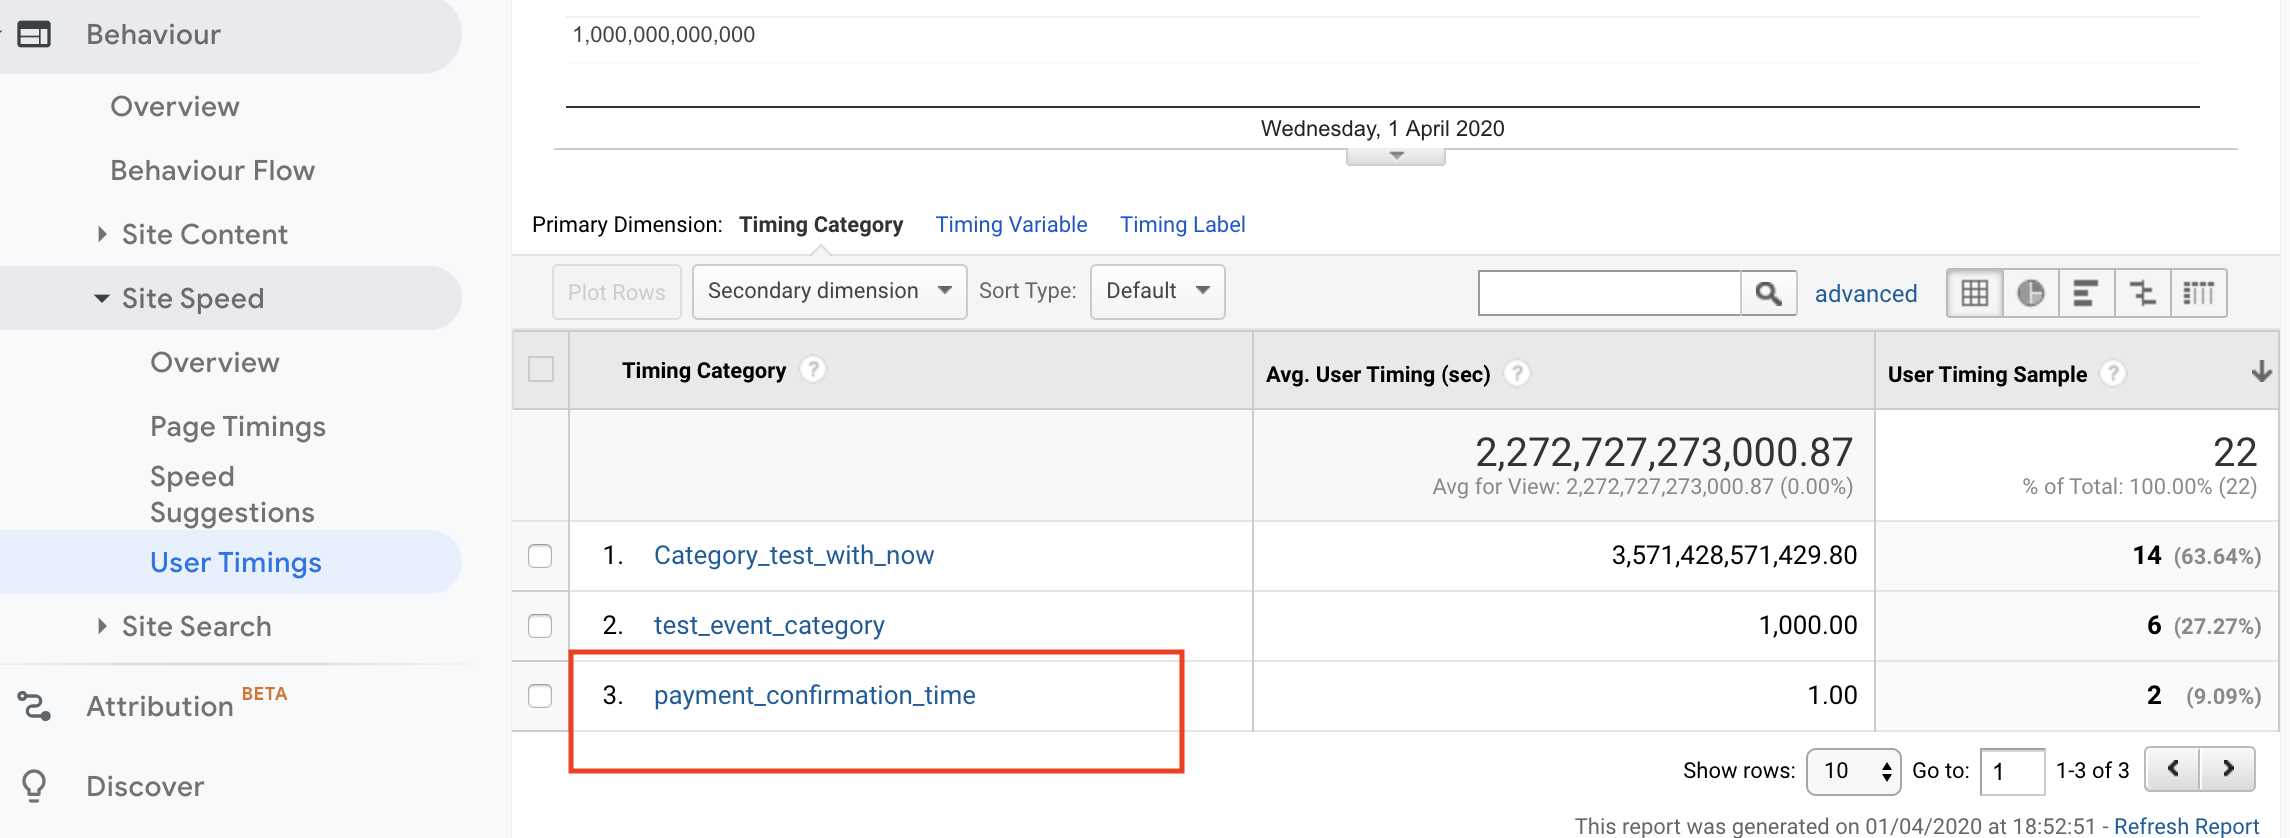 Behaviour
Overview
Behaviour Flow
Site Content
Site Speed
Overview
Page Timings
Speed
Suggestions
User Timings
Site Search
Attribution BETA
Discover
1,000,000,000,000
Wednesday, 1 April 2020
Primary Dimension: Timing Category Timing Variable Timing Label
Plot Rows Secondary dimension Sort Type: Default advanced
Timing Category ? Avg. User Timing (sec) ? User Timing Sample ?
2,272,727,273,000.87 22
Avg for View: 2,272,727,273,000.87 (0.00%) % of Total: 100.00% (22)
1. Category_test_with_now 3,571,428,571,429.80 14 (63.64%)
2. test_event_category 1,000.00 6 (27.27%)
3. payment_confirmation_time 1.00 2 (9.09%)
Show rows: 10 Go to: 1 1-3 of 3
This report was generated on 01/04/2020 at 18:52:51 - Refresh Report